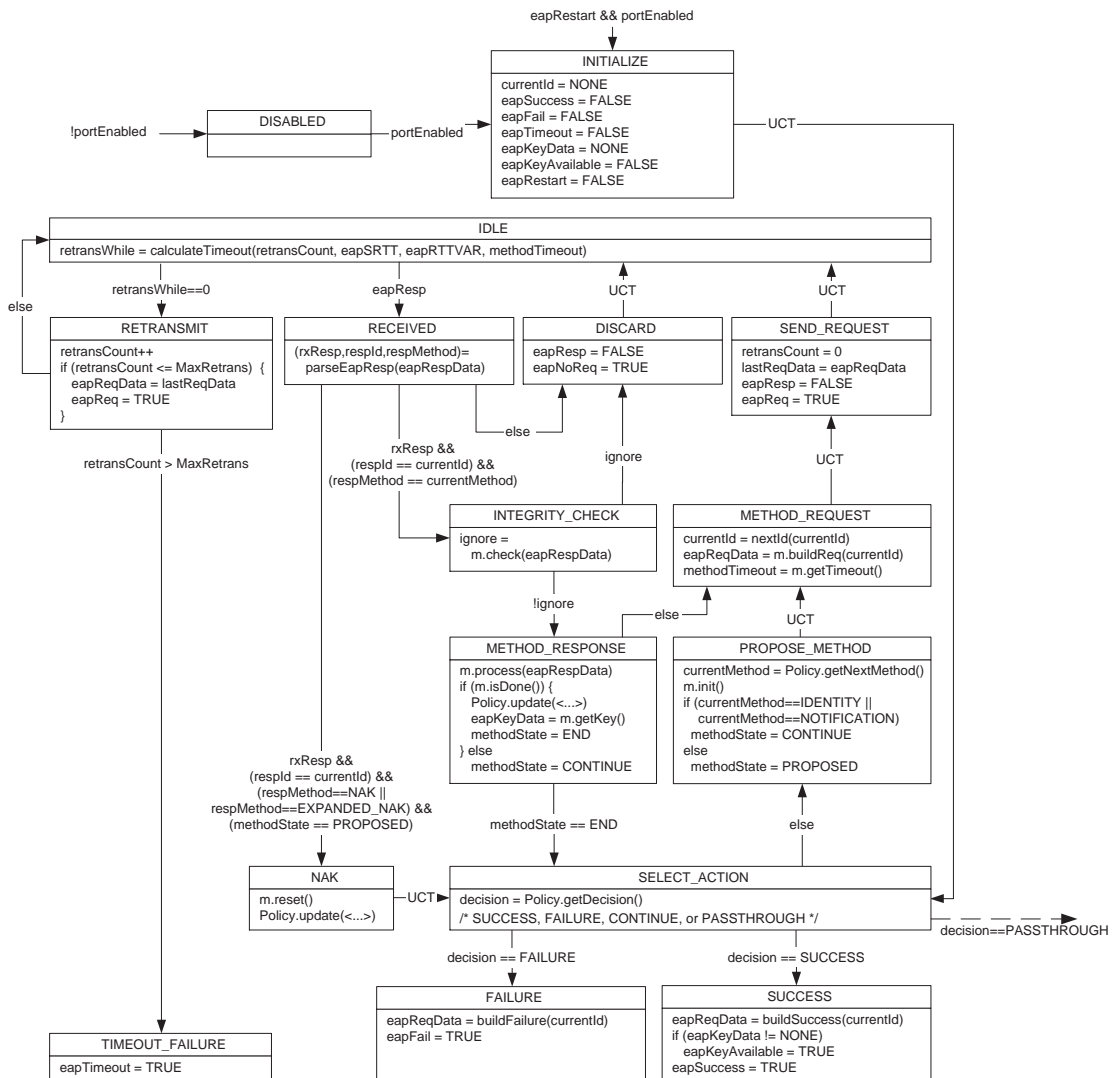 eapRestart && portEnabled
INITIALIZE
currentId = NONE
eapSuccess = FALSE
eapFail = FALSE
eapTimeout = FALSE
eapKeyData = NONE
eapKeyAvailable = FALSE
eapRestart = FALSE
!portEnabled
DISABLED
portEnabled
UCT
IDLE
retransWhile = calculateTimeout(retransCount, eapSRTT, eapRTTVAR, methodTimeout)
else
retransWhile==0
eapResp
UCT
UCT
RETRANSMIT
retransCount++
if (retransCount <= MaxRetrans) {
eapReqData = lastReqData
eapReq = TRUE
}
RECEIVED
(rxResp,respId,respMethod)=
parseEapResp(eapRespData)
DISCARD
eapResp = FALSE
eapNoReq = TRUE
SEND_REQUEST
retransCount = 0
lastReqData = eapReqData
eapResp = FALSE
eapReq = TRUE
else
retransCount > MaxRetrans
rxResp &&
(respId == currentId) &&
(respMethod == currentMethod)
ignore
UCT
INTEGRITY_CHECK
ignore =
m.check(eapRespData)
METHOD_REQUEST
currentId = nextId(currentId)
eapReqData = m.buildReq(currentId)
methodTimeout = m.getTimeout()
!ignore
else
UCT
METHOD_RESPONSE
m.process(eapRespData)
if (m.isDone()) {
Policy.update(<...>)
eapKeyData = m.getKey()
methodState = END
} else
methodState = CONTINUE
PROPOSE_METHOD
currentMethod = Policy.getNextMethod()
m.init()
if (currentMethod==IDENTITY ||
currentMethod==NOTIFICATION)
methodState = CONTINUE
else
methodState = PROPOSED
rxResp &&
(respId == currentId) &&
(respMethod==NAK ||
respMethod==EXPANDED_NAK) &&
(methodState == PROPOSED)
methodState == END
else
NAK
m.reset()
Policy.update(<...>)
UCT
SELECT_ACTION
decision = Policy.getDecision()
/* SUCCESS, FAILURE, CONTINUE, or PASSTHROUGH */
decision==PASSTHROUGH
decision == FAILURE
decision == SUCCESS
FAILURE
eapReqData = buildFailure(currentId)
eapFail = TRUE
SUCCESS
eapReqData = buildSuccess(currentId)
if (eapKeyData != NONE)
eapKeyAvailable = TRUE
eapSuccess = TRUE
TIMEOUT_FAILURE
eapTimeout = TRUE